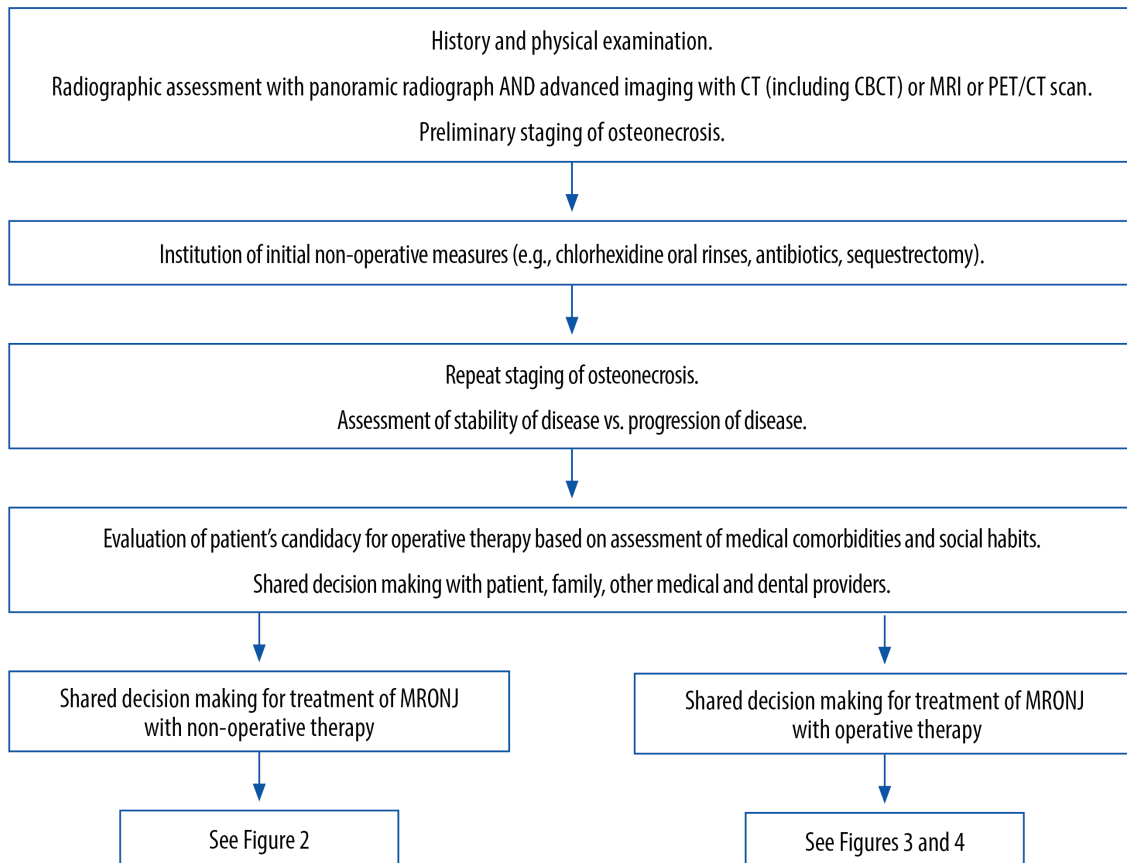 History and physical examination.
Radiographic assessment with panoramic radiograph AND advanced imaging with CT (including CBCT) or MRI or PET/CT scan.
Preliminary staging of osteonecrosis.
Institution of initial non-operative measures (e.g., chlorhexidine oral rinses, antibiotics, sequestrectomy).
Repeat staging of osteonecrosis.
Assessment of stability of disease vs. progression of disease.
Evaluation of patient's candidacy for operative therapy based on assessment of medical comorbidities and social habits.
Shared decision making with patient, family, other medical and dental providers.
Shared decision making for treatment of MRONJ
with non-operative therapy
Shared decision making for treatment of MRONJ
with operative therapy
See Figure 2
See Figures 3 and 4